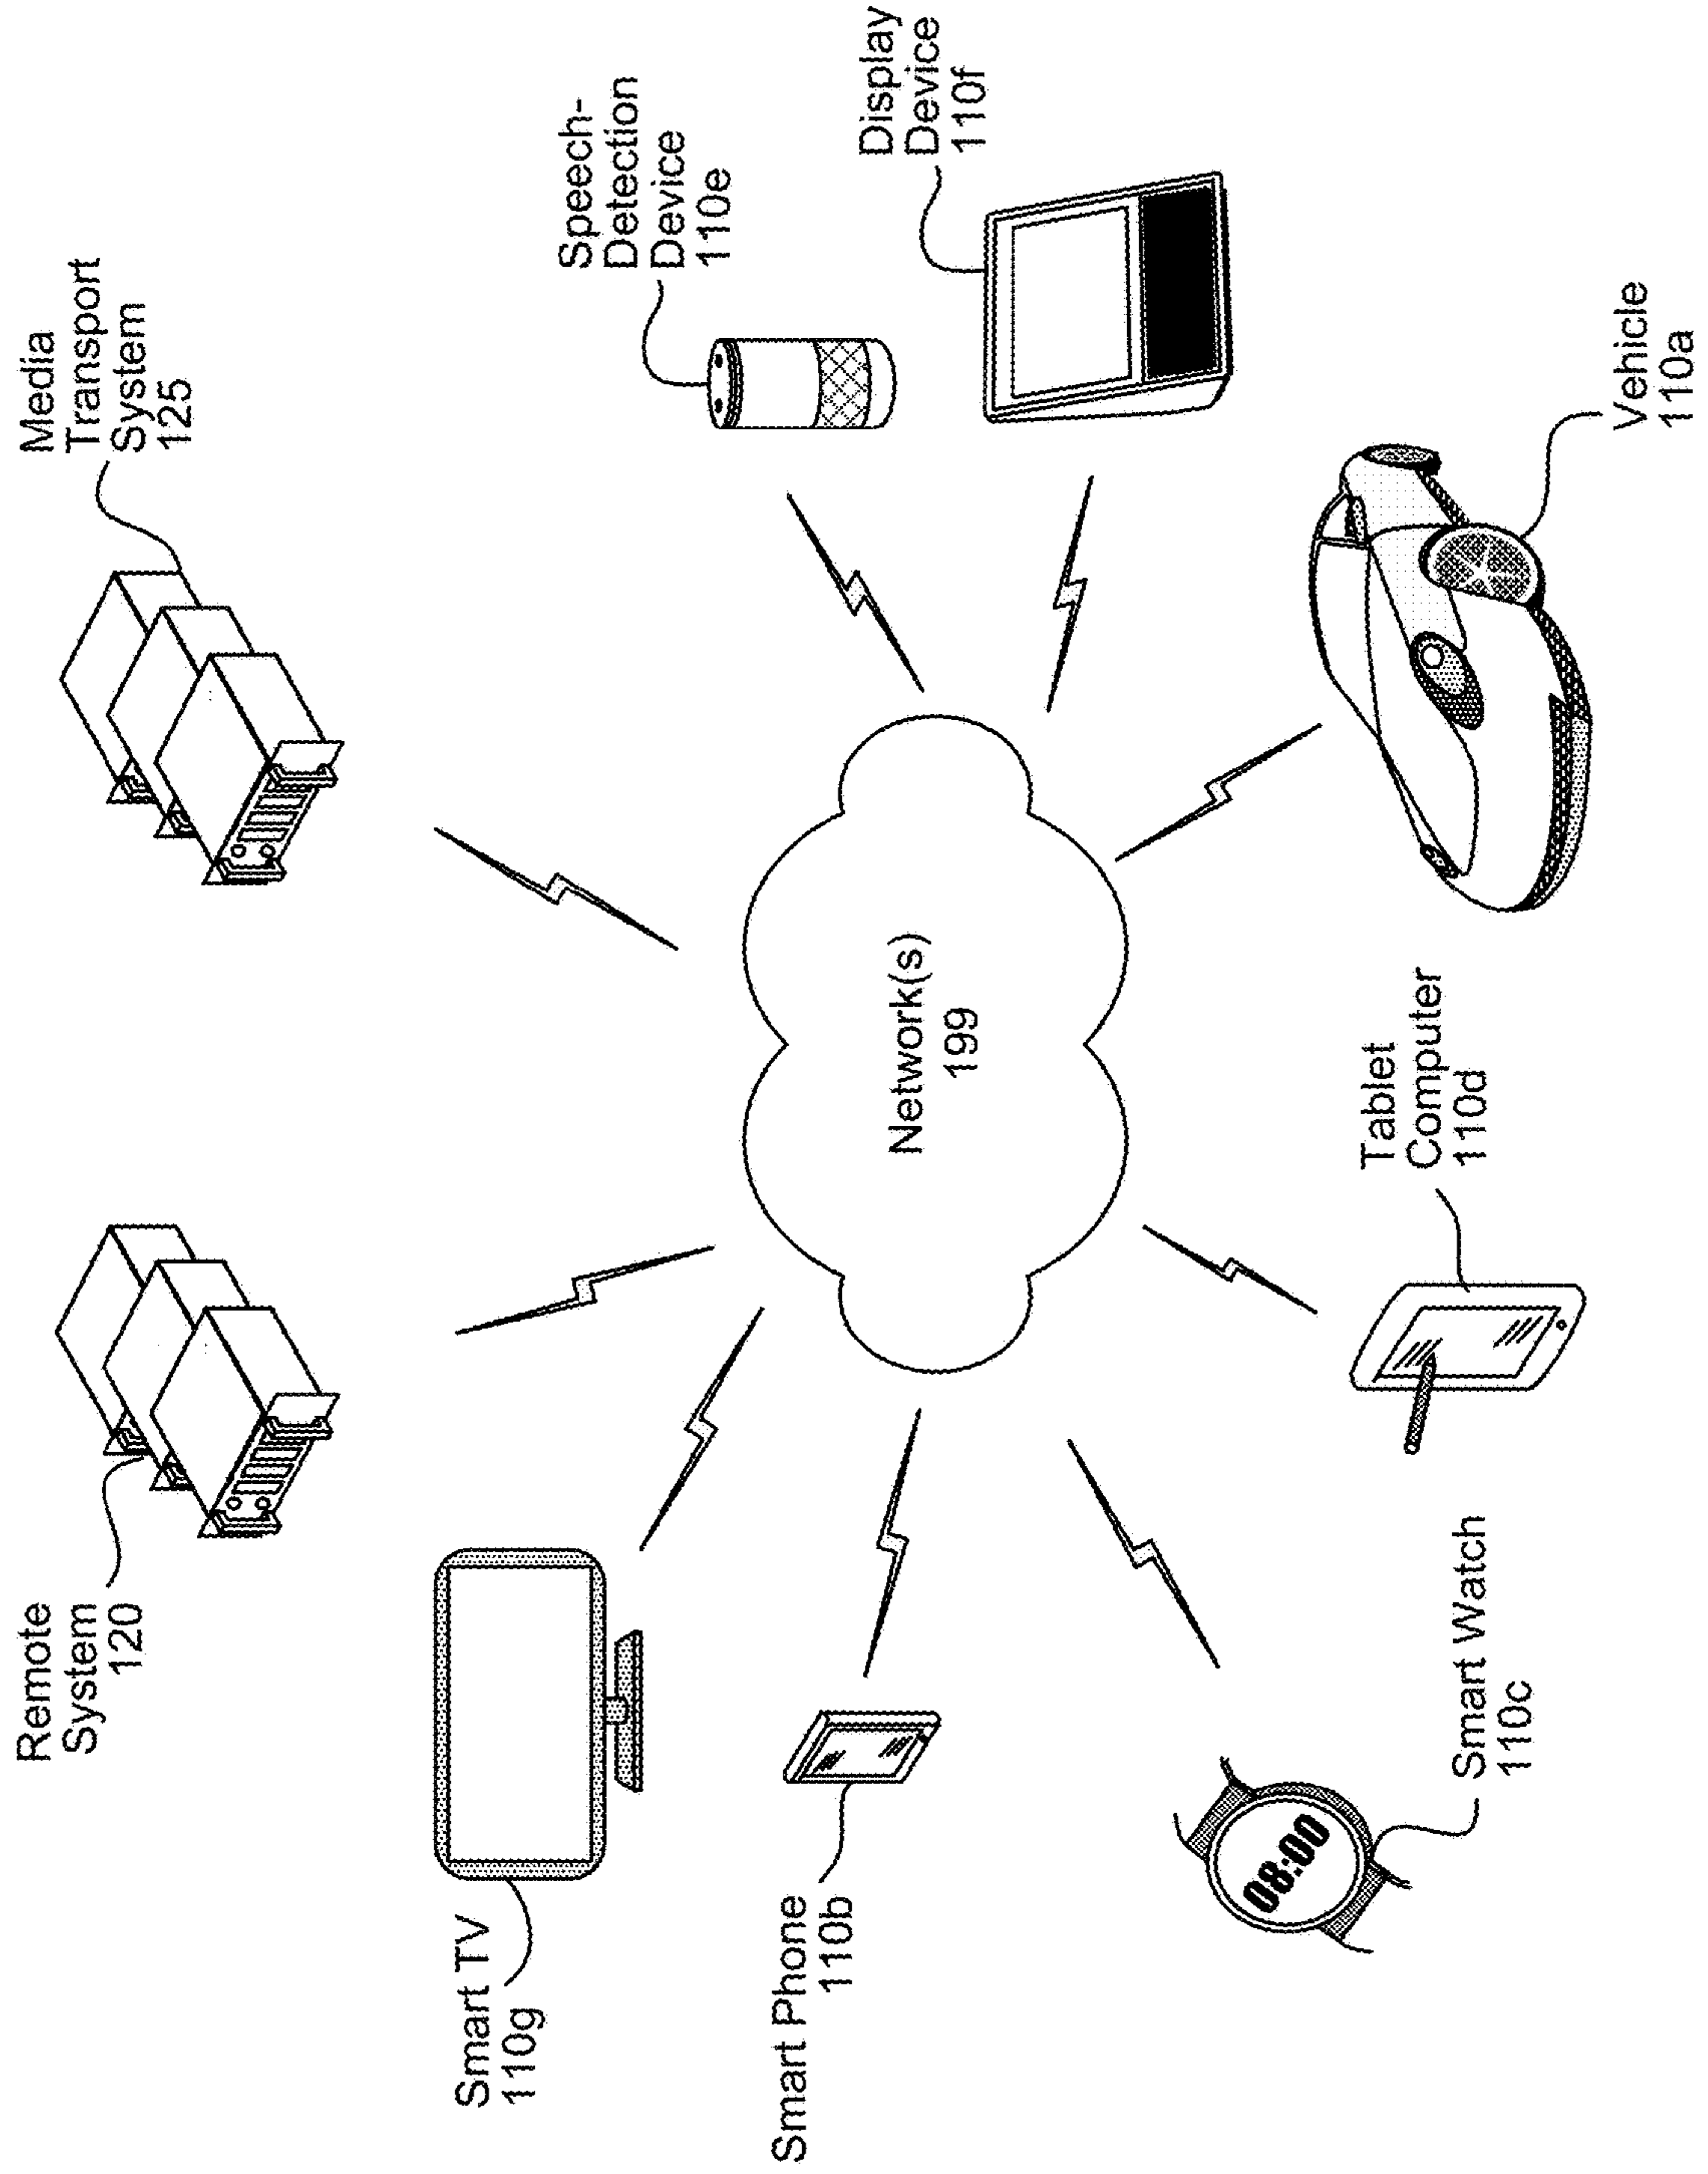 Remote
System
120
Media
Transport
System
125
Smart TV
110g
Speech-
Detection
Device
110e
Smart Phone
110b
Network(s)
199
Display
Device
110f
08:00
Smart Watch
110c
Tablet
Computer
110d
Vehicle
110a